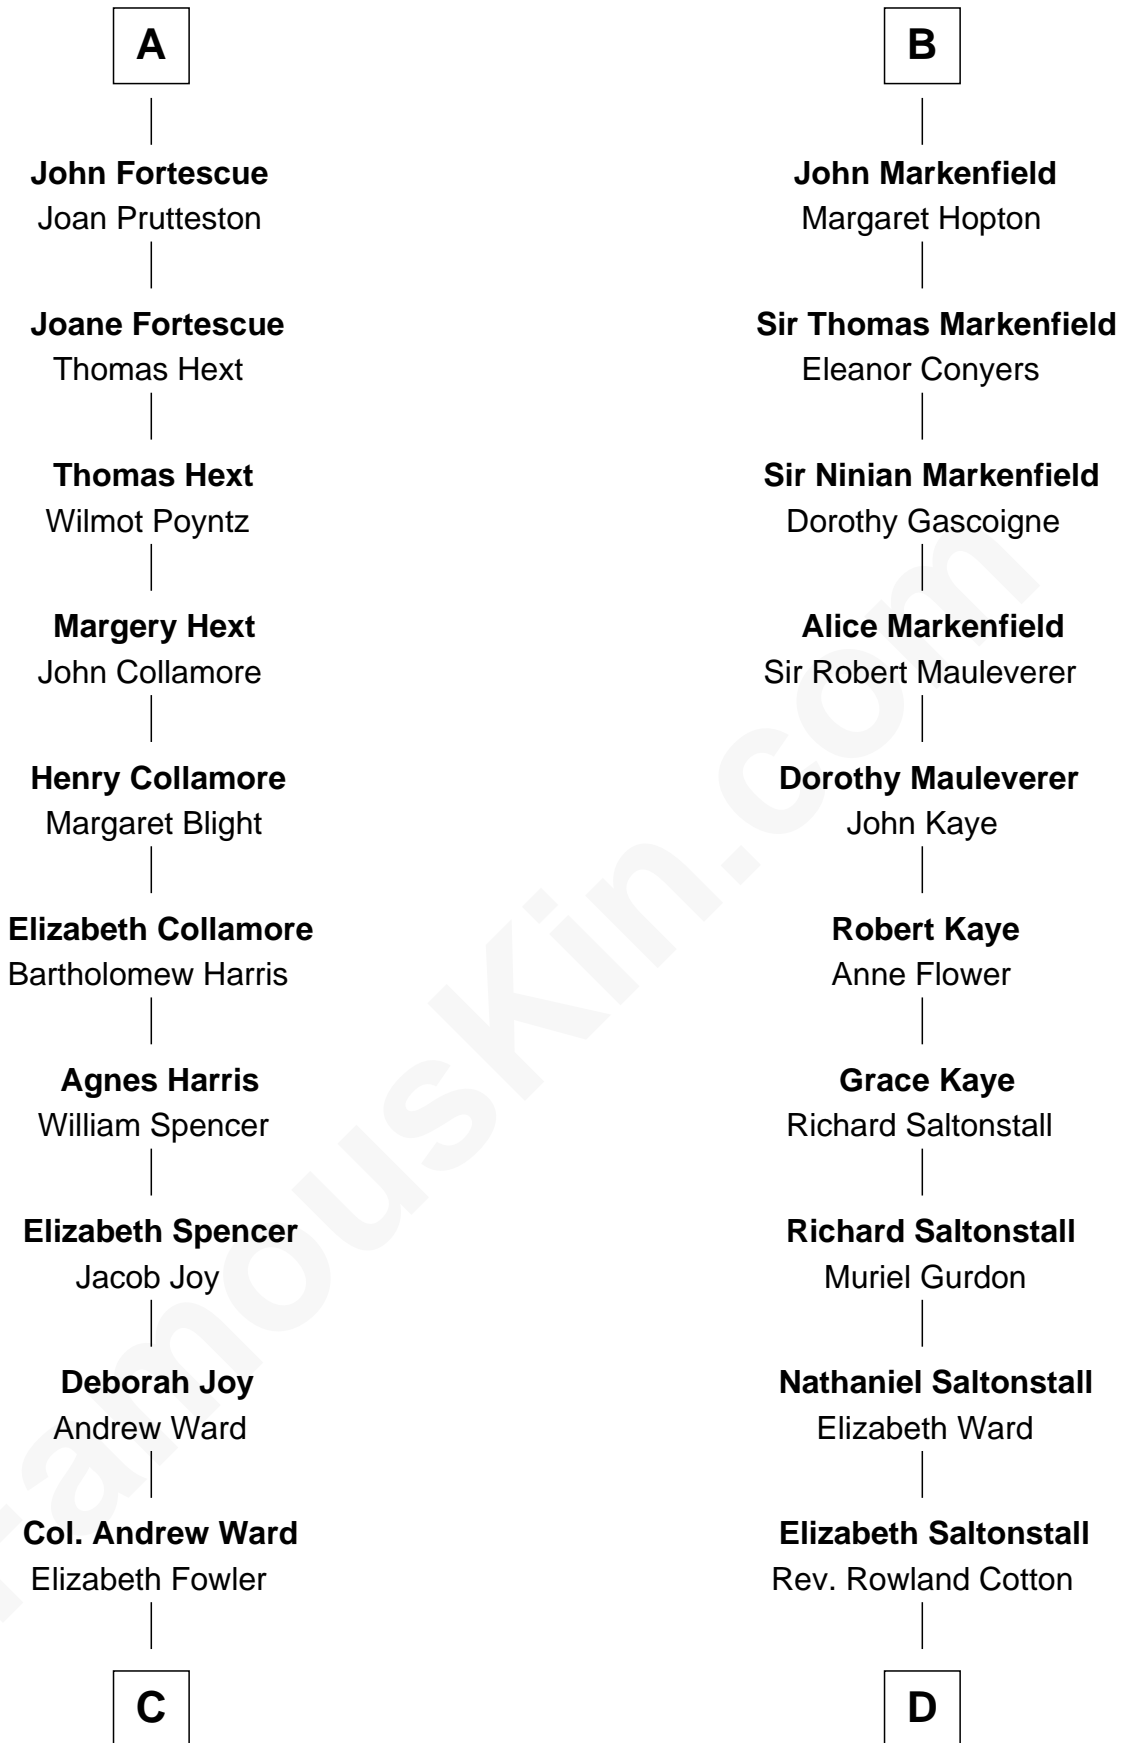 A
John Fortescue
Joan Prutteston
Joane Fortescue
Thomas Hext
Thomas Hext
Wilmot Poyntz
Margery Hext
John Collamore
Henry Collamore
Margaret Blight
Elizabeth Collamore
Bartholomew Harris
Agnes Harris
William Spencer
Elizabeth Spencer
Jacob Joy
Deborah Joy
Andrew Ward
Col. Andrew Ward
Elizabeth Fowler
C
B
John Markenfield
Margaret Hopton
Sir Thomas Markenfield
Eleanor Conyers
Sir Ninian Markenfield
Dorothy Gascoigne
Alice Markenfield
Sir Robert Mauleverer
Dorothy Mauleverer
John Kaye
Robert Kaye
Anne Flower
Grace Kaye
Richard Saltonstall
Richard Saltonstall
Muriel Gurdon
Nathaniel Saltonstall
Elizabeth Ward
Elizabeth Saltonstall
Rev. Rowland Cotton
D
FamousKin.com